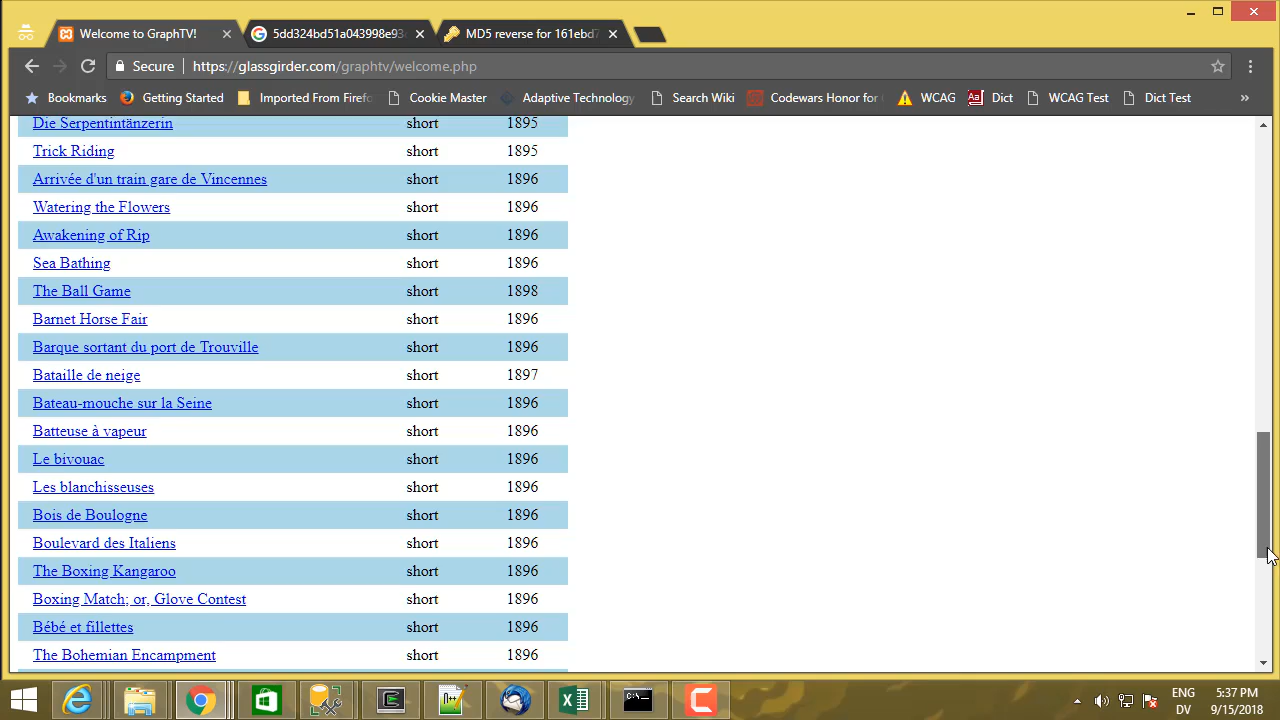 Welcome to GraphTV!
5dd324bd51a043998e93
MD5 reverse for 161ebd7
Secure https://glassgirder.com/graphtv/welcome.php
Bookmarks Getting Started Imported From Firefo Cookie Master Adaptive Technology Search Wiki Codewars Honor for WCAG Aa Dict WCAG Test Dict Test »
Die Serpentintänzerin short 1895
Trick Riding short 1895
Arrivée d'un train gare de Vincennes short 1896
Watering the Flowers short 1896
Awakening of Rip short 1896
Sea Bathing short 1896
The Ball Game short 1898
Barnet Horse Fair short 1896
Barque sortant du port de Trouville short 1896
Bataille de neige short 1897
Bateau-mouche sur la Seine short 1896
Batteuse à vapeur short 1896
Le bivouac short 1896
Les blanchisseuses short 1896
Bois de Boulogne short 1896
Boulevard des Italiens short 1896
The Boxing Kangaroo short 1896
Boxing Match; or, Glove Contest short 1896
Bébé et fillettes short 1896
The Bohemian Encampment short 1896
ENG 5:37 PM
DV 9/15/2018